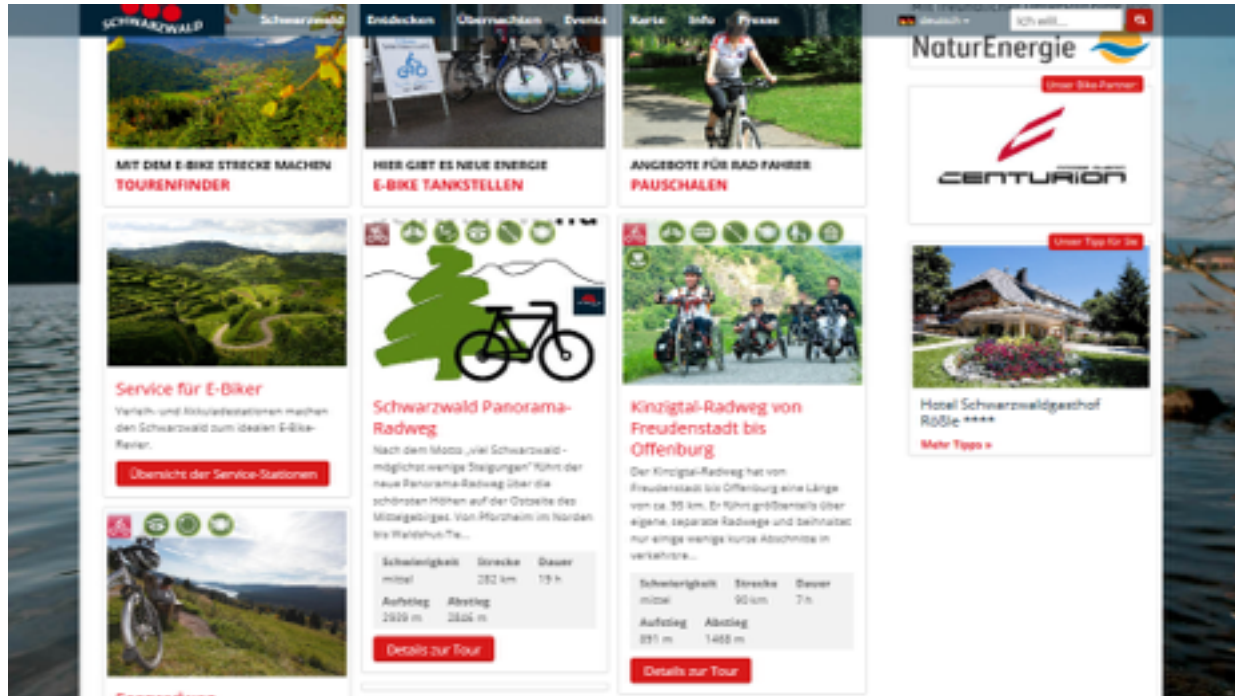 SCHWARZWALD
Schwarzwald Entdecken Übernachten Events Karte Info Presse
deutsch
Ich will...
NaturEnergie
Unser Bike-Partner
CENTURION
MIT DEM E-BIKE STRECKE MACHEN
TOURENFINDER
HIER GIBT ES NEUE ENERGIE
E-BIKE TANKSTELLEN
ANGEBOTE FÜR RAD FAHRER
PAUSCHALEN
Service für E-Biker
Verleih- und Akkuladestationen machen
den Schwarzwald zum idealen E-Bike-
Revier.
Übersicht der Service-Stationen
Schwarzwald Panorama-
Radweg
Nach dem Motto „viel Schwarzwald -
möglichst wenige Steigungen" führt der
neue Panorama-Radweg über die
schönsten Höhen auf der Ostseite des
Mittelgebirges. Von Pforzheim im Norden
bis Waldshut-Tie...
Schwierigkeit Strecke Dauer
mittel 282 km 19 h
Aufstieg Abstieg
2846 m
Details zur Tour
Kinzigtal-Radweg von
Freudenstadt bis
Offenburg
Der Kinzigtal-Radweg hat von
Freudenstadt bis Offenburg eine Länge
von ca. 95 km. Er führt größtenteils über
eigene, separate Radwege und beinhaltet
nur einige wenige kurze Abschnitte in
verkehrsre...
Schwierigkeit Strecke Dauer
mittel 90 km 7 h
Aufstieg Abstieg
891 m 1468 m
Details zur Tour
Unser Tipp für Sie
Hotel Schwarzwaldgasthof
Rößle ****
Mehr Tipps »